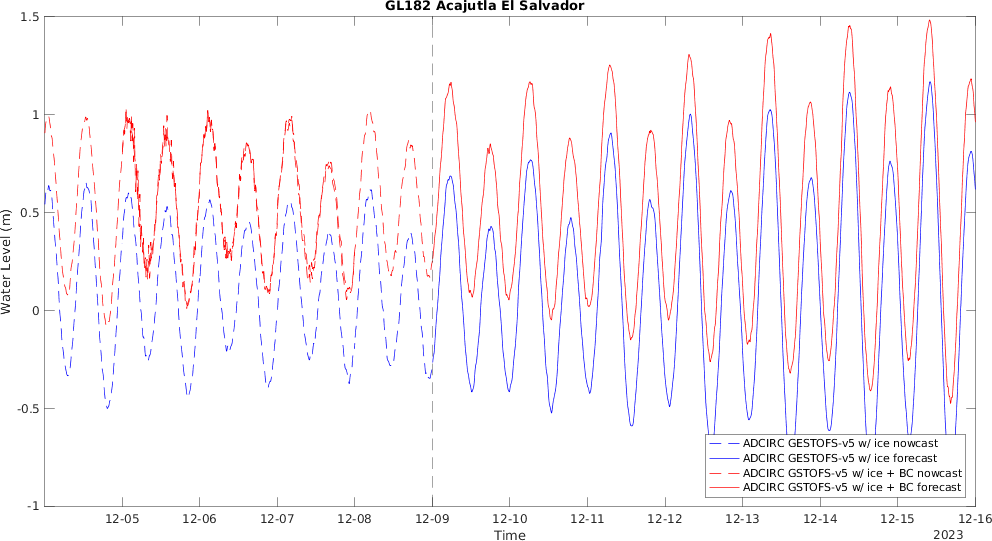 GL182 Acajutla El Salvador
Water Level (m)
1.5
1
0.5
0
-0.5
-1
12-05 12-06 12-07 12-08 12-09 12-10 12-11 12-12 12-13 12-14 12-15 12-16
Time
2023
ADCIRC GESTOFS-v5 w/ ice nowcast
ADCIRC GESTOFS-v5 w/ ice forecast
ADCIRC GSTOFS-v5 w/ ice + BC nowcast
ADCIRC GSTOFS-v5 w/ ice + BC forecast